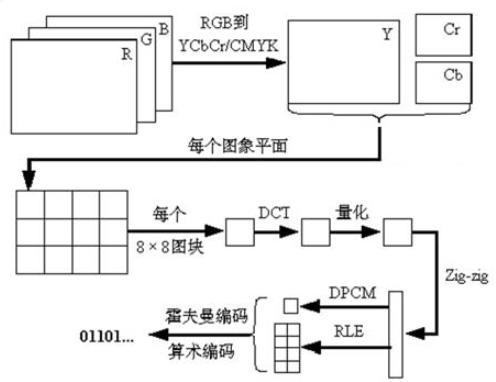 B
G
R
RGB到
YCbCr/CMYK
Y
Cr
Cb
每个图象平面
每个
8×8图块
DCT
量化
Zig-zig
DPCM
RLE
霍夫曼编码
算术编码
01101...